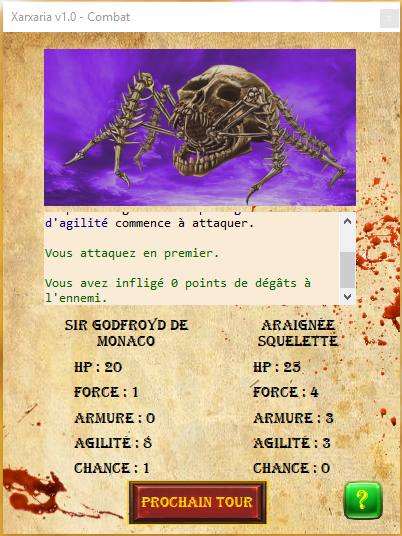 Xarxaria v1.0 - Combat
x
d'agilité commence à attaquer.
Vous attaquez en premier.
Vous avez infligé 0 points de dégâts à
l'ennemi.
SIR GODFROYD DE
MONACO
ARAIGNÉE
SQUELETTE
HP : 20
HP : 25
FORCE : 1
FORCE : 4
ARMURE : 0
ARMURE : 3
AGILITÉ : 8
AGILITÉ : 3
CHANCE : 1
CHANCE : 0
PROCHAIN TOUR
?